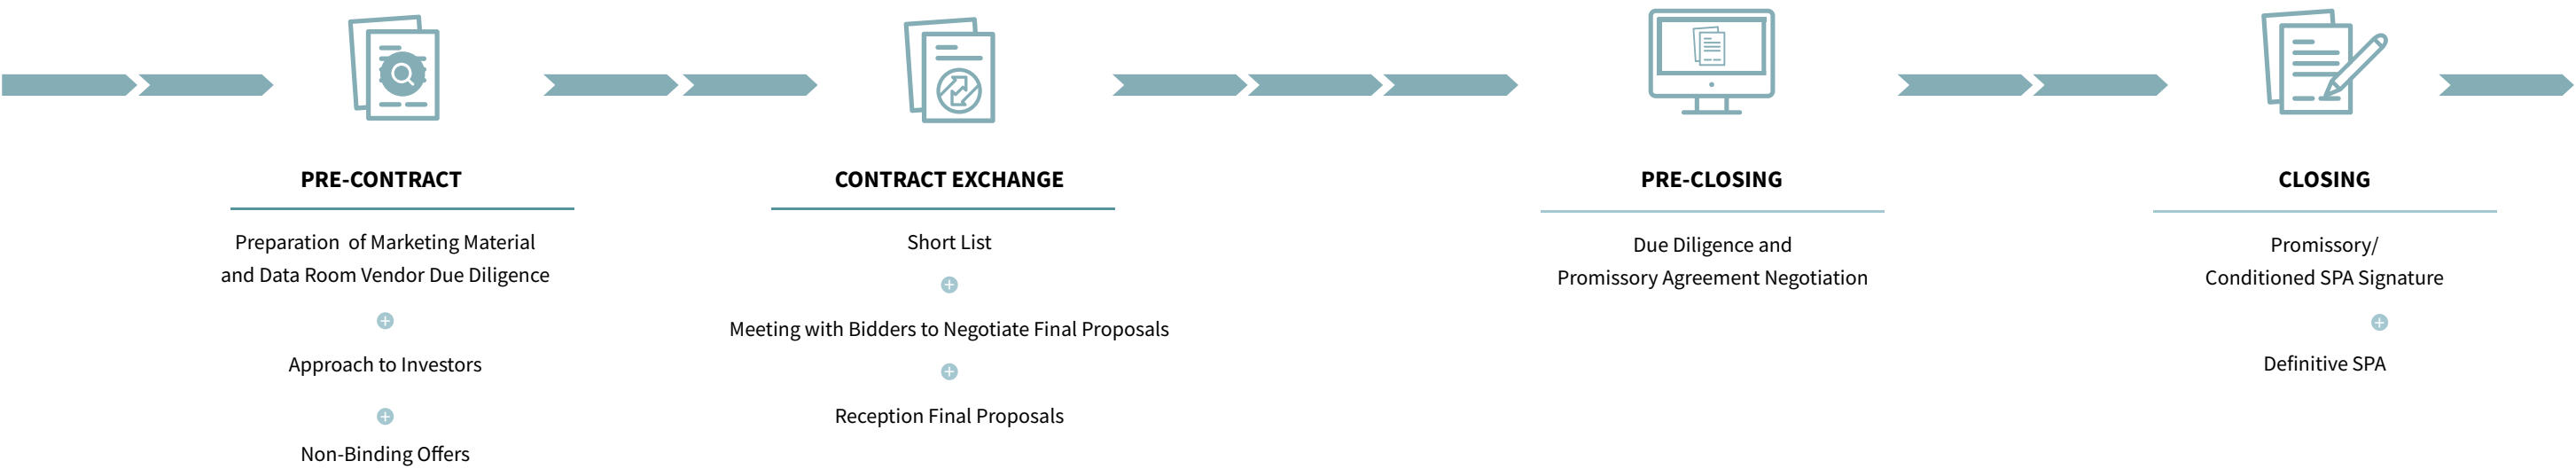 PRE-CONTRACT
Preparation of Marketing Material
and Data Room Vendor Due Diligence
Approach to Investors
Non-Binding Offers
CONTRACT EXCHANGE
Short List
Meeting with Bidders to Negotiate Final Proposals
Reception Final Proposals
PRE-CLOSING
Due Diligence and
Promissory Agreement Negotiation
CLOSING
Promissory/
Conditioned SPA Signature
Definitive SPA